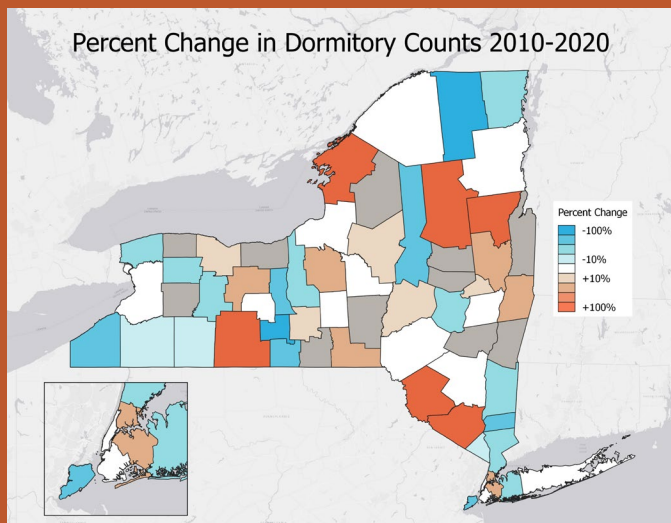 Percent Change in Dormitory Counts 2010-2020
Percent Change
-100%
-10%
+10%
+100%